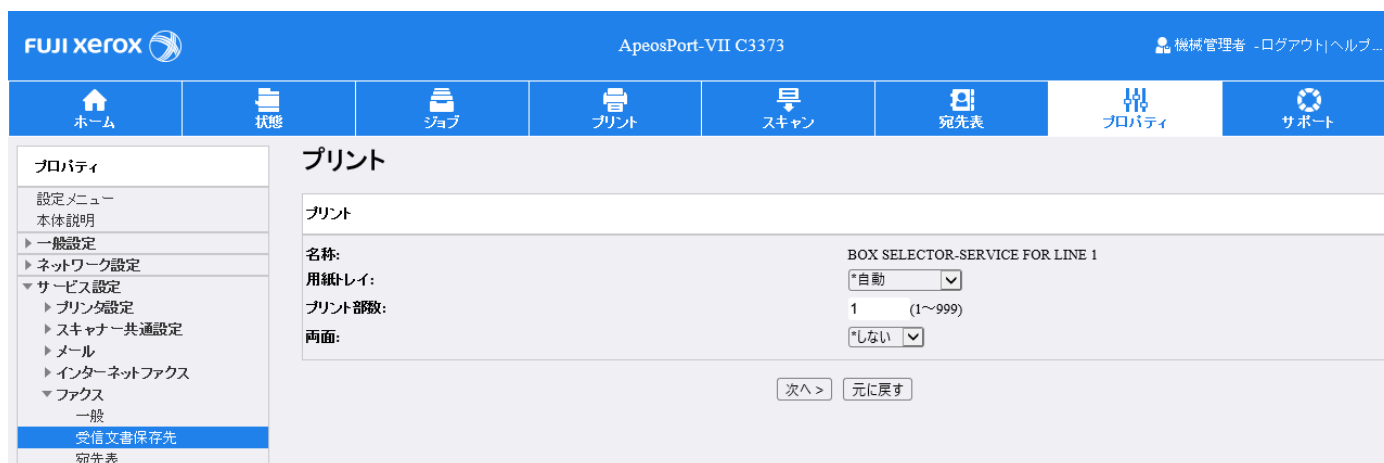 FUJI xerox
ApeosPort-VII C3373
機械管理者 -ログアウト|ヘルプ...
ホーム
状態
ジョブ
プリント
スキャン
宛先表
プロパティ
サポート
プロパティ
設定メニュー
本体説明
一般設定
ネットワーク設定
サービス設定
プリンタ設定
スキャナー共通設定
メール
インターネットファクス
ファクス
一般
受信文書保存先
宛先表
プリント
プリント
名称: BOX SELECTOR-SERVICE FOR LINE 1
用紙トレイ: *自動
プリント部数: 1 (1～999)
両面: *しない
次へ > 元に戻す